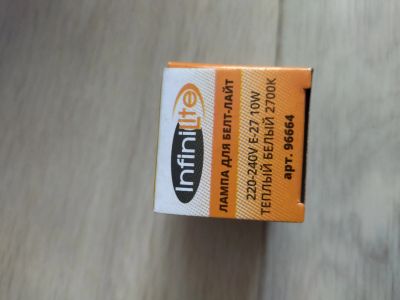 InfiniLite
ЛАМПА ДЛЯ БЕЛТ-ЛАЙТ
220-240V E-27 10W
ТЕПЛЫЙ БЕЛЫЙ 2700K
арт. 96664